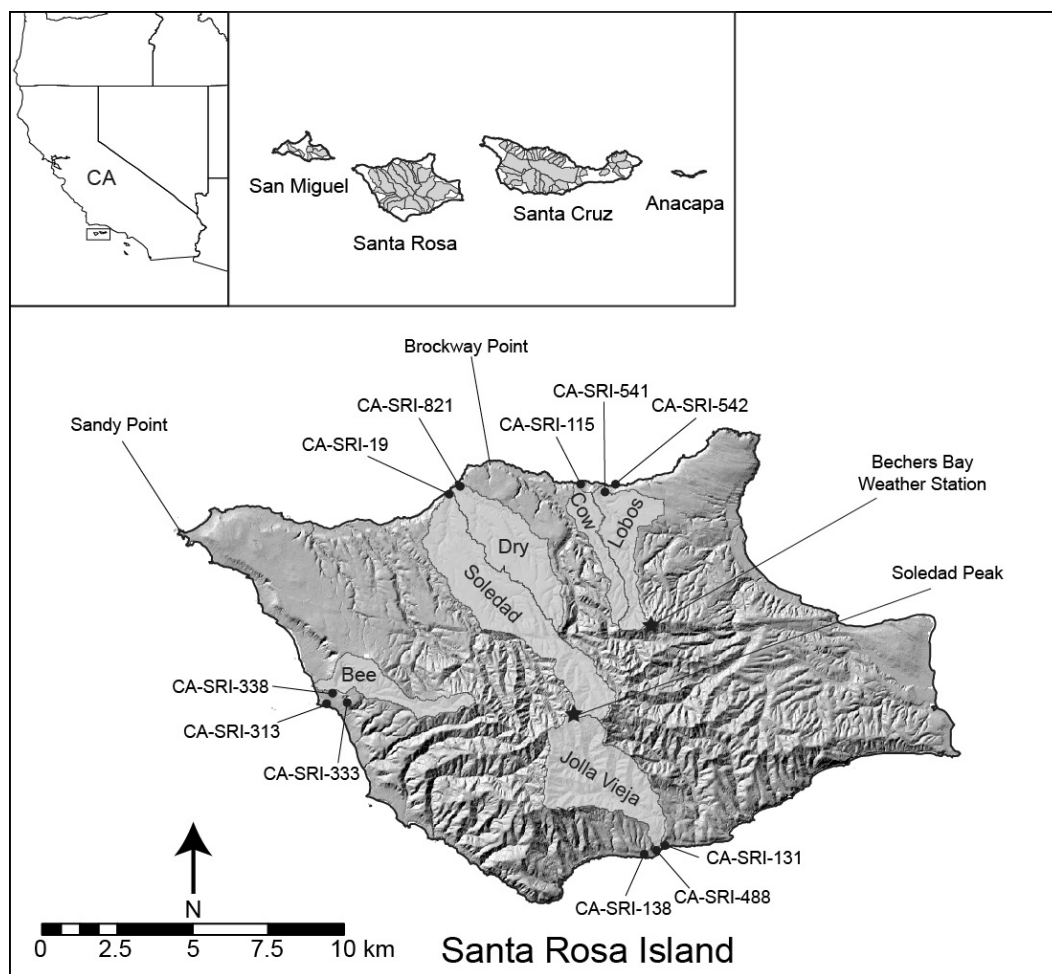 CA
San Miguel
Santa Rosa
Santa Cruz
Anacapa
Brockway Point
CA-SRI-541
CA-SRI-821
CA-SRI-542
CA-SRI-115
Sandy Point
CA-SRI-19
Bechers Bay
Weather Station
Cow
Lobos
Dry
Soledad
Soledad Peak
Bee
CA-SRI-338
CA-SRI-313
CA-SRI-333
Jolla Vieja
CA-SRI-131
CA-SRI-488
CA-SRI-138
N
0 2.5 5 7.5 10 km
Santa Rosa Island